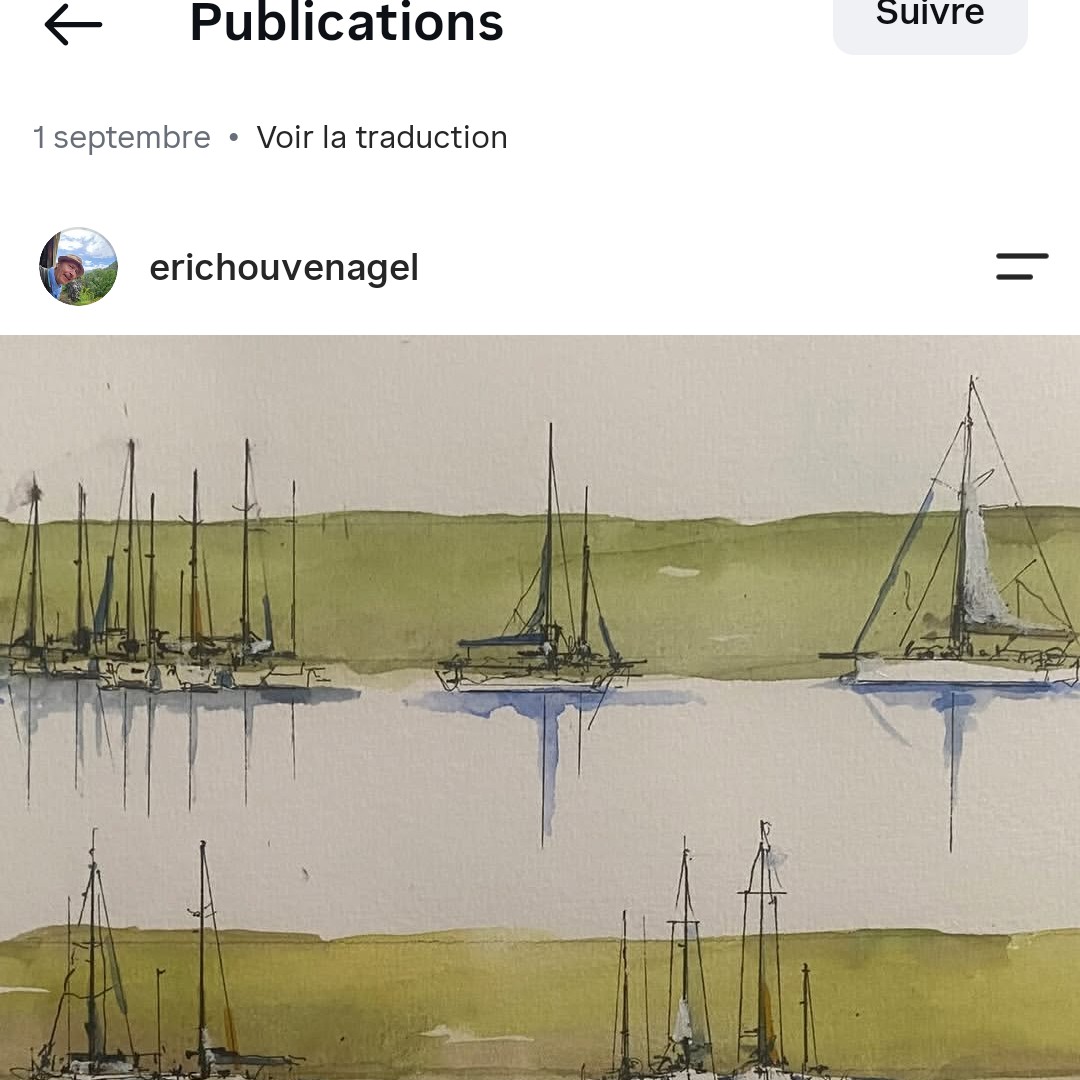 Publications
Suivre
1 septembre • Voir la traduction
erichouvenagel